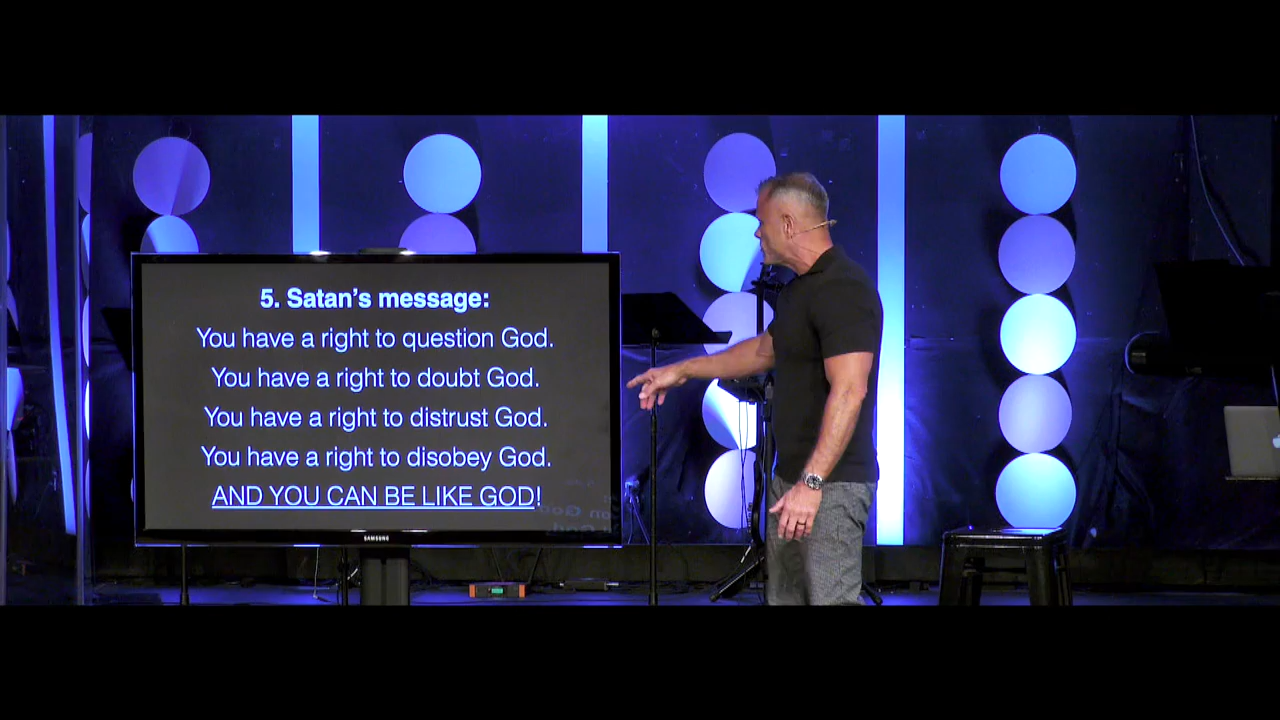 5. Satan's message:
You have a right to question God.
You have a right to doubt God.
You have a right to distrust God.
You have a right to disobey God.
AND YOU CAN BE LIKE GOD!
SAMSUNG